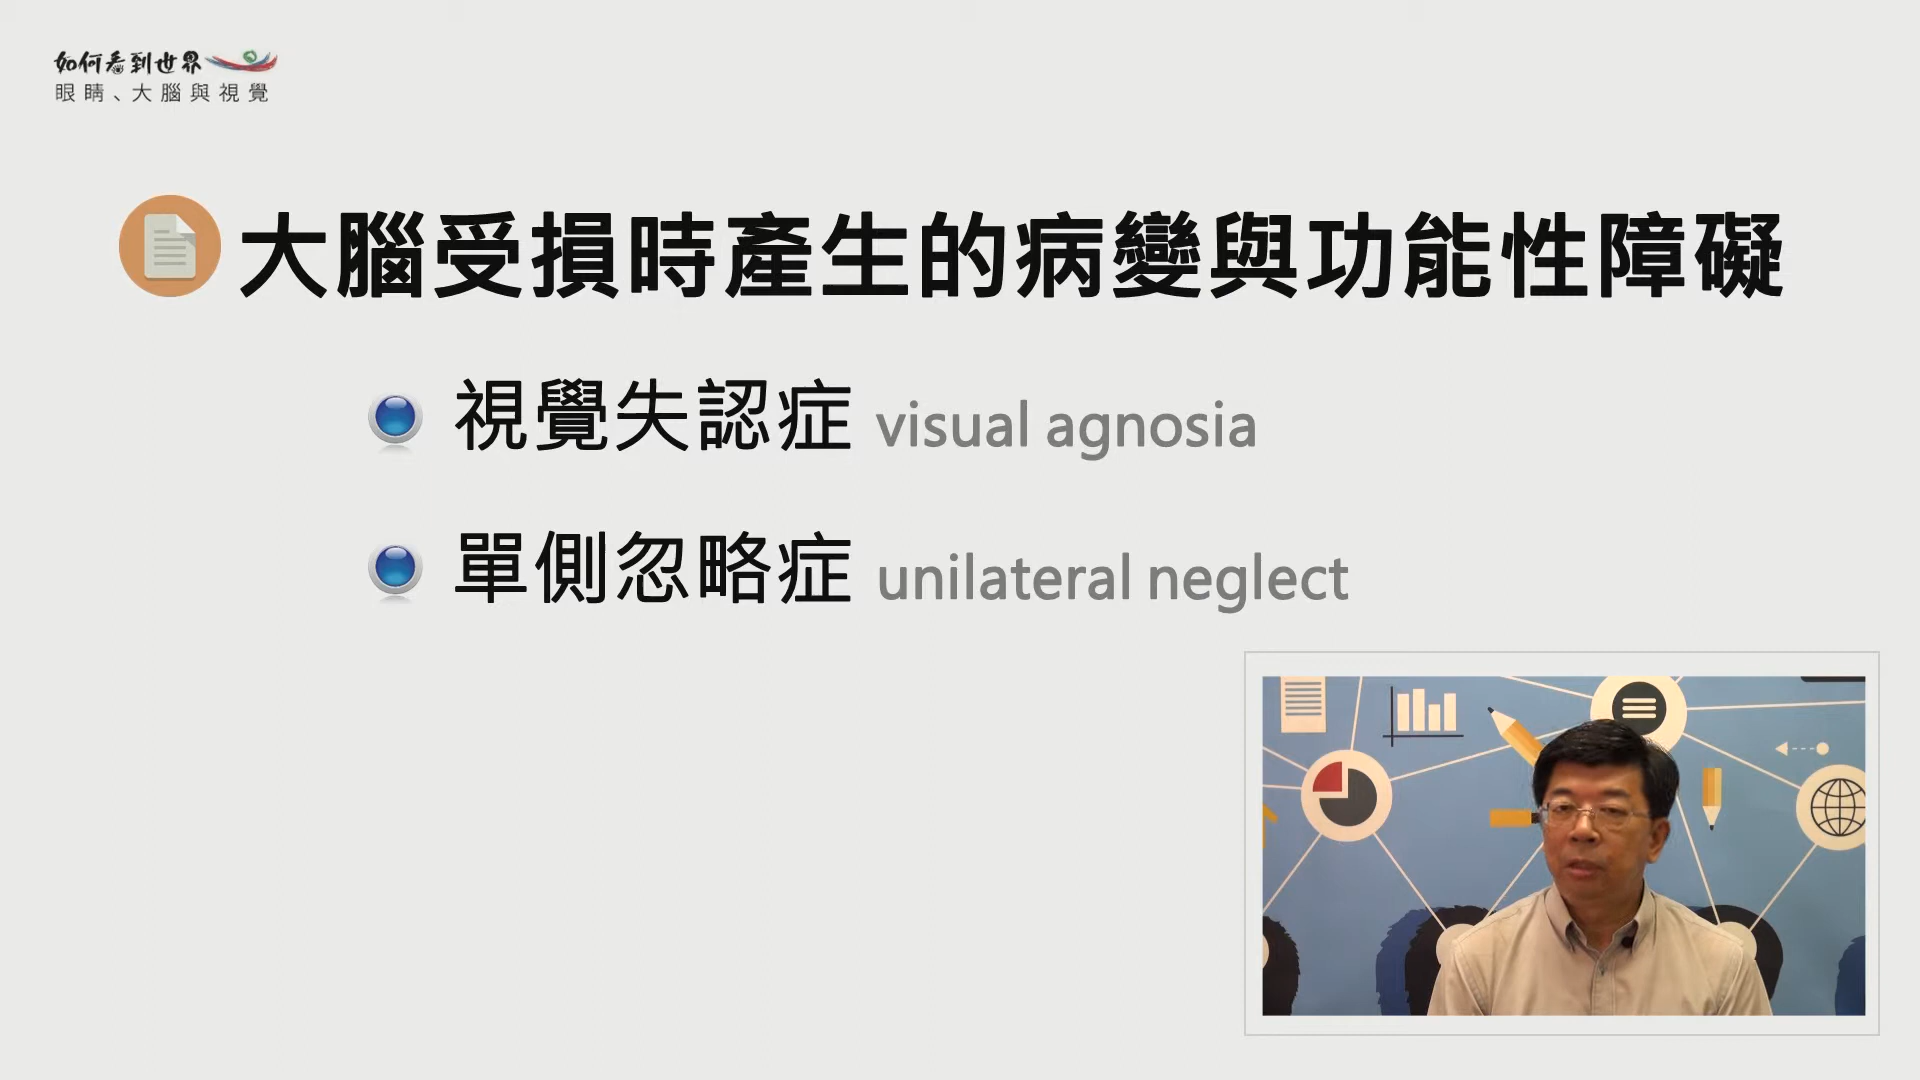 如何看到世界
眼睛、大腦與視覺
大腦受損時產生的病變與功能性障礙
視覺失認症 visual agnosia
單側忽略症 unilateral neglect